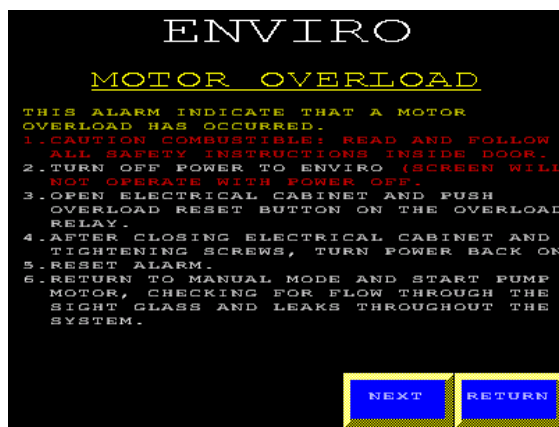 ENVIRO
MOTOR OVERLOAD
THIS ALARM INDICATE THAT A MOTOR
OVERLOAD HAS OCCURRED.
1.CAUTION COMBUSTIBLE: READ AND FOLLOW
ALL SAFETY INSTRUCTIONS INSIDE DOOR.
2.TURN OFF POWER TO ENVIRO (SCREEN WILL
NOT OPERATE WITH POWER OFF.
3.OPEN ELECTRICAL CABINET AND PUSH
OVERLOAD RESET BUTTON ON THE OVERLOAD
RELAY.
4.AFTER CLOSING ELECTRICAL CABINET AND
TIGHTENING SCREWS, TURN POWER BACK ON
5.RESET ALARM.
6.RETURN TO MANUAL MODE AND START PUMP
MOTOR, CHECKING FOR FLOW THROUGH THE
SIGHT GLASS AND LEAKS THROUGHOUT THE
SYSTEM.
NEXT RETURN